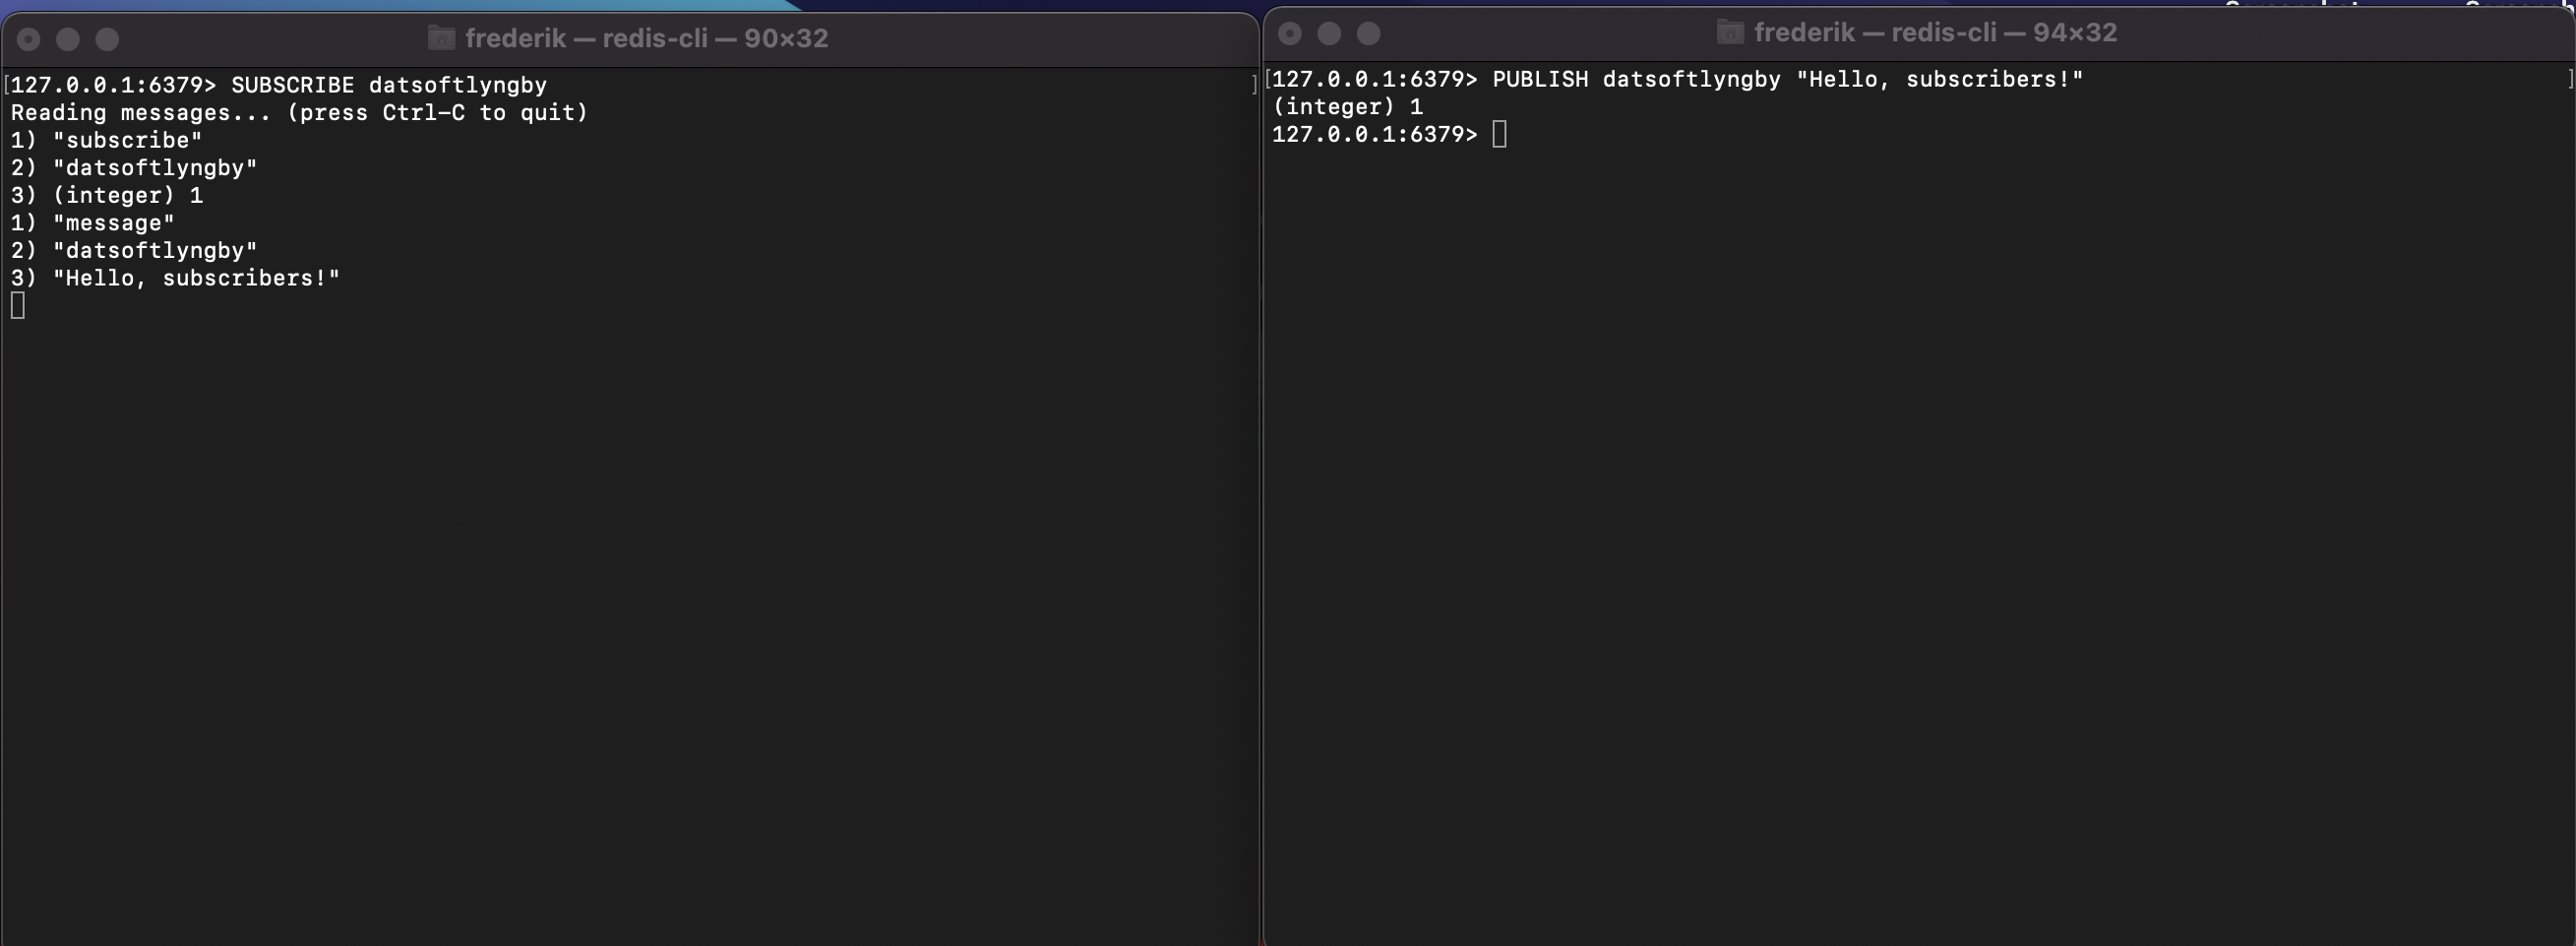 frederik — redis-cli — 90×32
[127.0.0.1:6379> SUBSCRIBE datsoftlyngby ]
Reading messages... (press Ctrl-C to quit)
1) "subscribe"
2) "datsoftlyngby"
3) (integer) 1
1) "message"
2) "datsoftlyngby"
3) "Hello, subscribers!"
frederik — redis-cli — 94×32
[127.0.0.1:6379> PUBLISH datsoftlyngby "Hello, subscribers!" ]
(integer) 1
127.0.0.1:6379>